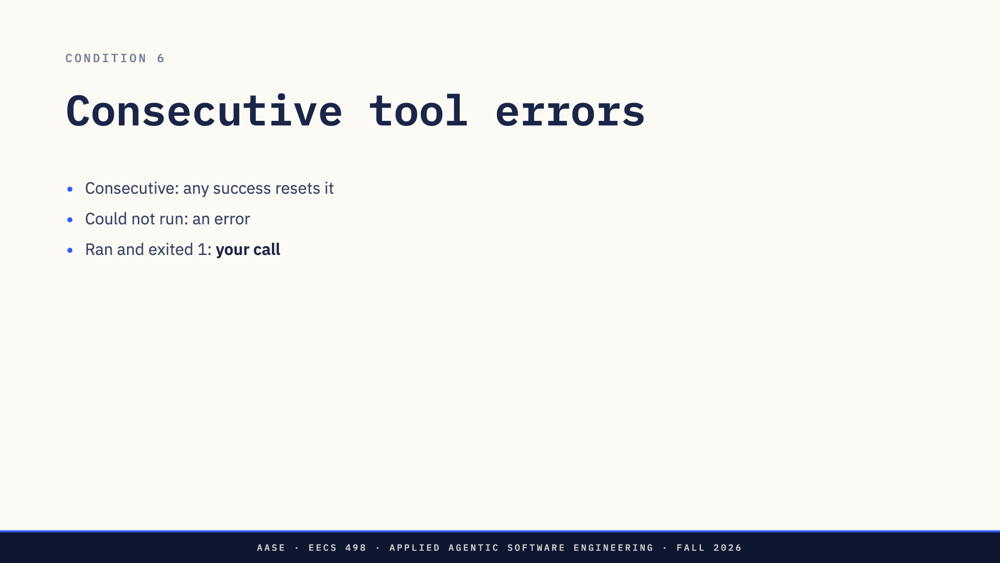 CONDITION 6
Consecutive tool errors
• Consecutive: any success resets it
• Could not run: an error
• Ran and exited 1: your call
AASE · EECS 498 · APPLIED AGENTIC SOFTWARE ENGINEERING · FALL 2026